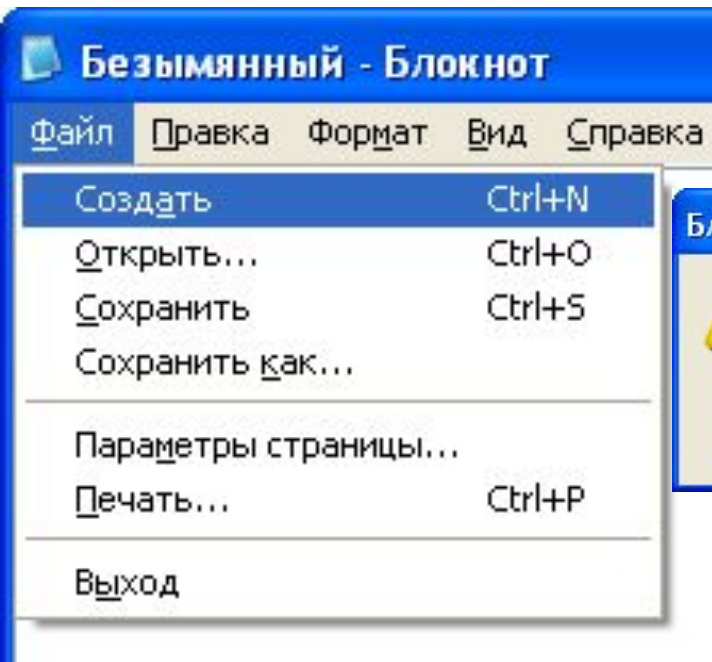 Безымянный - Блокнот
Файл Правка Формат Вид Справка
Создать Ctrl+N
Открыть... Ctrl+O
Сохранить Ctrl+S
Сохранить как...
Параметры страницы...
Печать... Ctrl+P
Выход